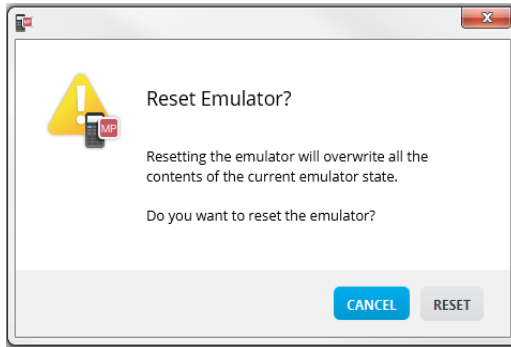 MP
MP
Reset Emulator?
Resetting the emulator will overwrite all the
contents of the current emulator state.
Do you want to reset the emulator?
CANCEL
RESET